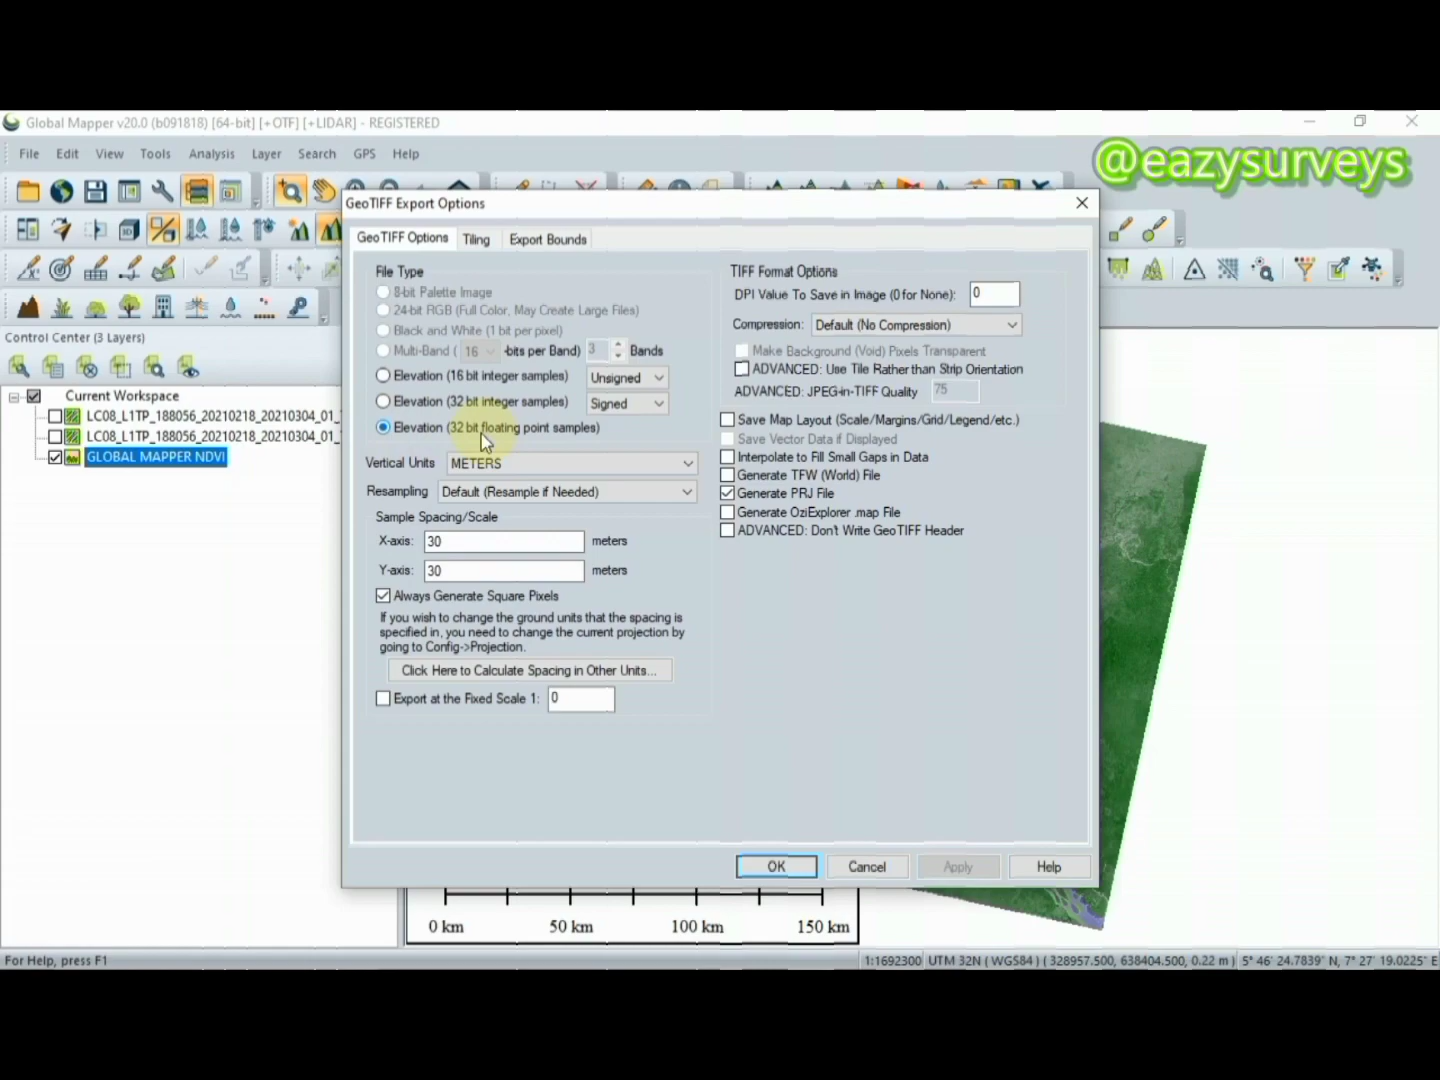 Global Mapper v20.0 (b091818) [64-bit] [+OTF] [+LIDAR] - REGISTERED
File Edit View Tools Analysis Layer Search GPS Help
@eazysurveys
GeoTIFF Export Options
GeoTIFF Options Tiling Export Bounds
File Type
8-bit Palette Image
24-bit RGB (Full Color, May Create Large Files)
Black and White (1 bit per pixel)
Multi-Band ( 16 -bits per Band) 3 Bands
Elevation (16 bit integer samples) Unsigned
Elevation (32 bit integer samples) Signed
Elevation (32 bit floating point samples)
Vertical Units METERS
Resampling Default (Resample if Needed)
Sample Spacing/Scale
X-axis: 30 meters
Y-axis: 30 meters
Always Generate Square Pixels
If you wish to change the ground units that the spacing is
specified in, you need to change the current projection by
going to Config->Projection.
Click Here to Calculate Spacing in Other Units...
Export at the Fixed Scale 1: 0
TIFF Format Options
DPI Value To Save in Image (0 for None): 0
Compression: Default (No Compression)
Make Background (Void) Pixels Transparent
ADVANCED: Use Tile Rather than Strip Orientation
ADVANCED: JPEG-in-TIFF Quality 75
Save Map Layout (Scale/Margins/Grid/Legend/etc.)
Save Vector Data if Displayed
Interpolate to Fill Small Gaps in Data
Generate TFW (World) File
Generate PRJ File
Generate OziExplorer .map File
ADVANCED: Don't Write GeoTIFF Header
OK Cancel Apply Help
Control Center (3 Layers)
Current Workspace
LC08_L1TP_188056_20210218_20210304_01_
LC08_L1TP_188056_20210218_20210304_01_
GLOBAL MAPPER NDVI
0 km 50 km 100 km 150 km
For Help, press F1
1:1692300 UTM 32N ( WGS84 ) ( 328957.500, 638404.500, 0.22 m ) 5° 46' 24.7839" N, 7° 27' 19.0225" E